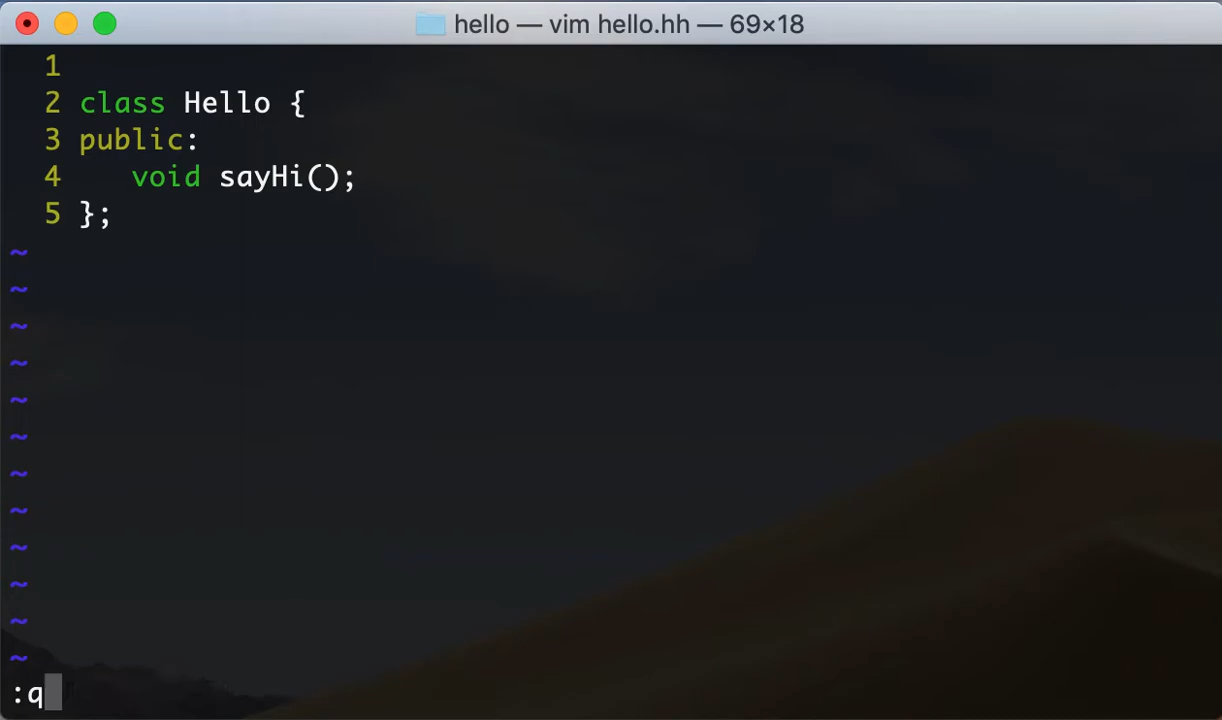 hello — vim hello.hh — 69×18
1
2 class Hello {
3 public:
4    void sayHi();
5 };
~
~
~
~
~
~
~
~
~
~
~
~
:q